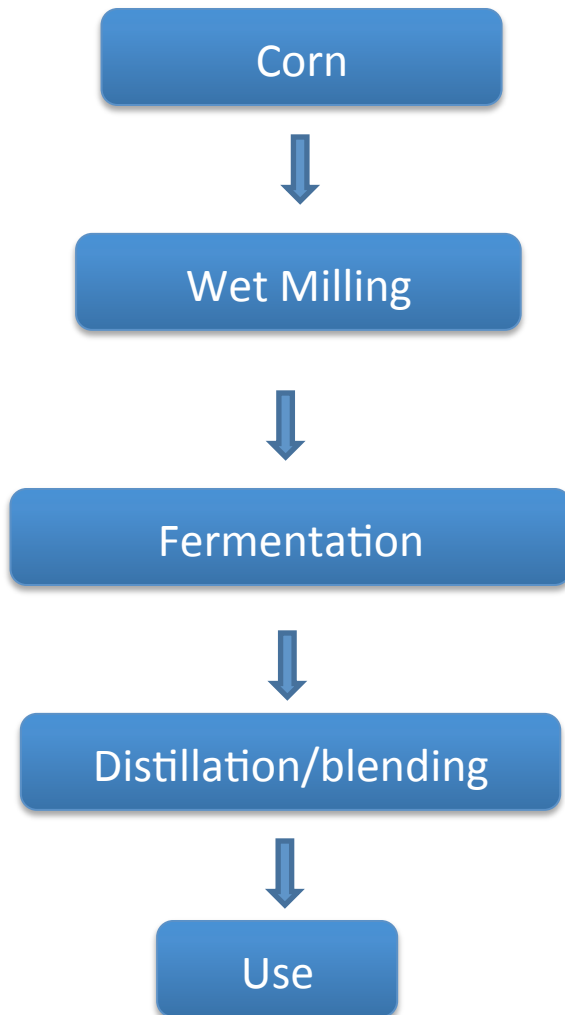 Corn
Wet Milling
Fermentation
Distillation/blending
Use